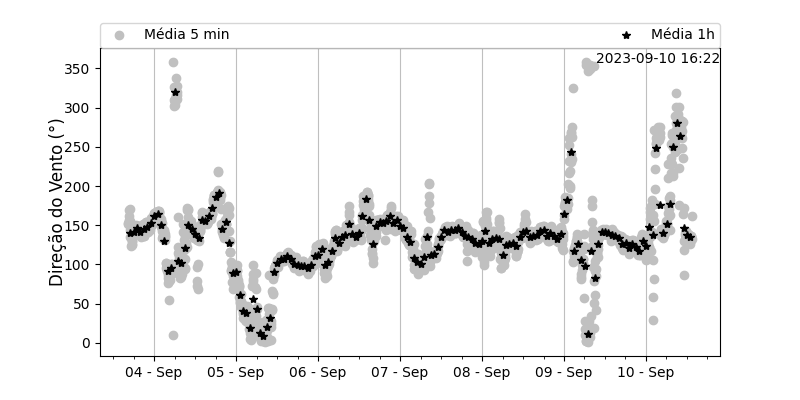 Média 5 min
Média 1h
2023-09-10 16:22
Direção do Vento (°)
350
300
250
200
150
100
50
0
04 - Sep
05 - Sep
06 - Sep
07 - Sep
08 - Sep
09 - Sep
10 - Sep